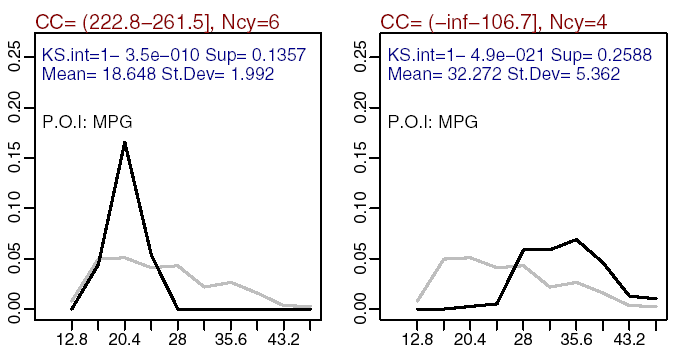 CC= (222.8−261.5], Ncy=6
KS.int=1− 3.5e−010 Sup= 0.1357
Mean= 18.648 St.Dev= 1.992
P.O.I: MPG
0.25
0.20
0.15
0.10
0.05
0.00
12.8 20.4 28 35.6 43.2
CC= (−inf−106.7], Ncy=4
KS.int=1− 4.9e−021 Sup= 0.2588
Mean= 32.272 St.Dev= 5.362
P.O.I: MPG
0.25
0.20
0.15
0.10
0.05
0.00
12.8 20.4 28 35.6 43.2